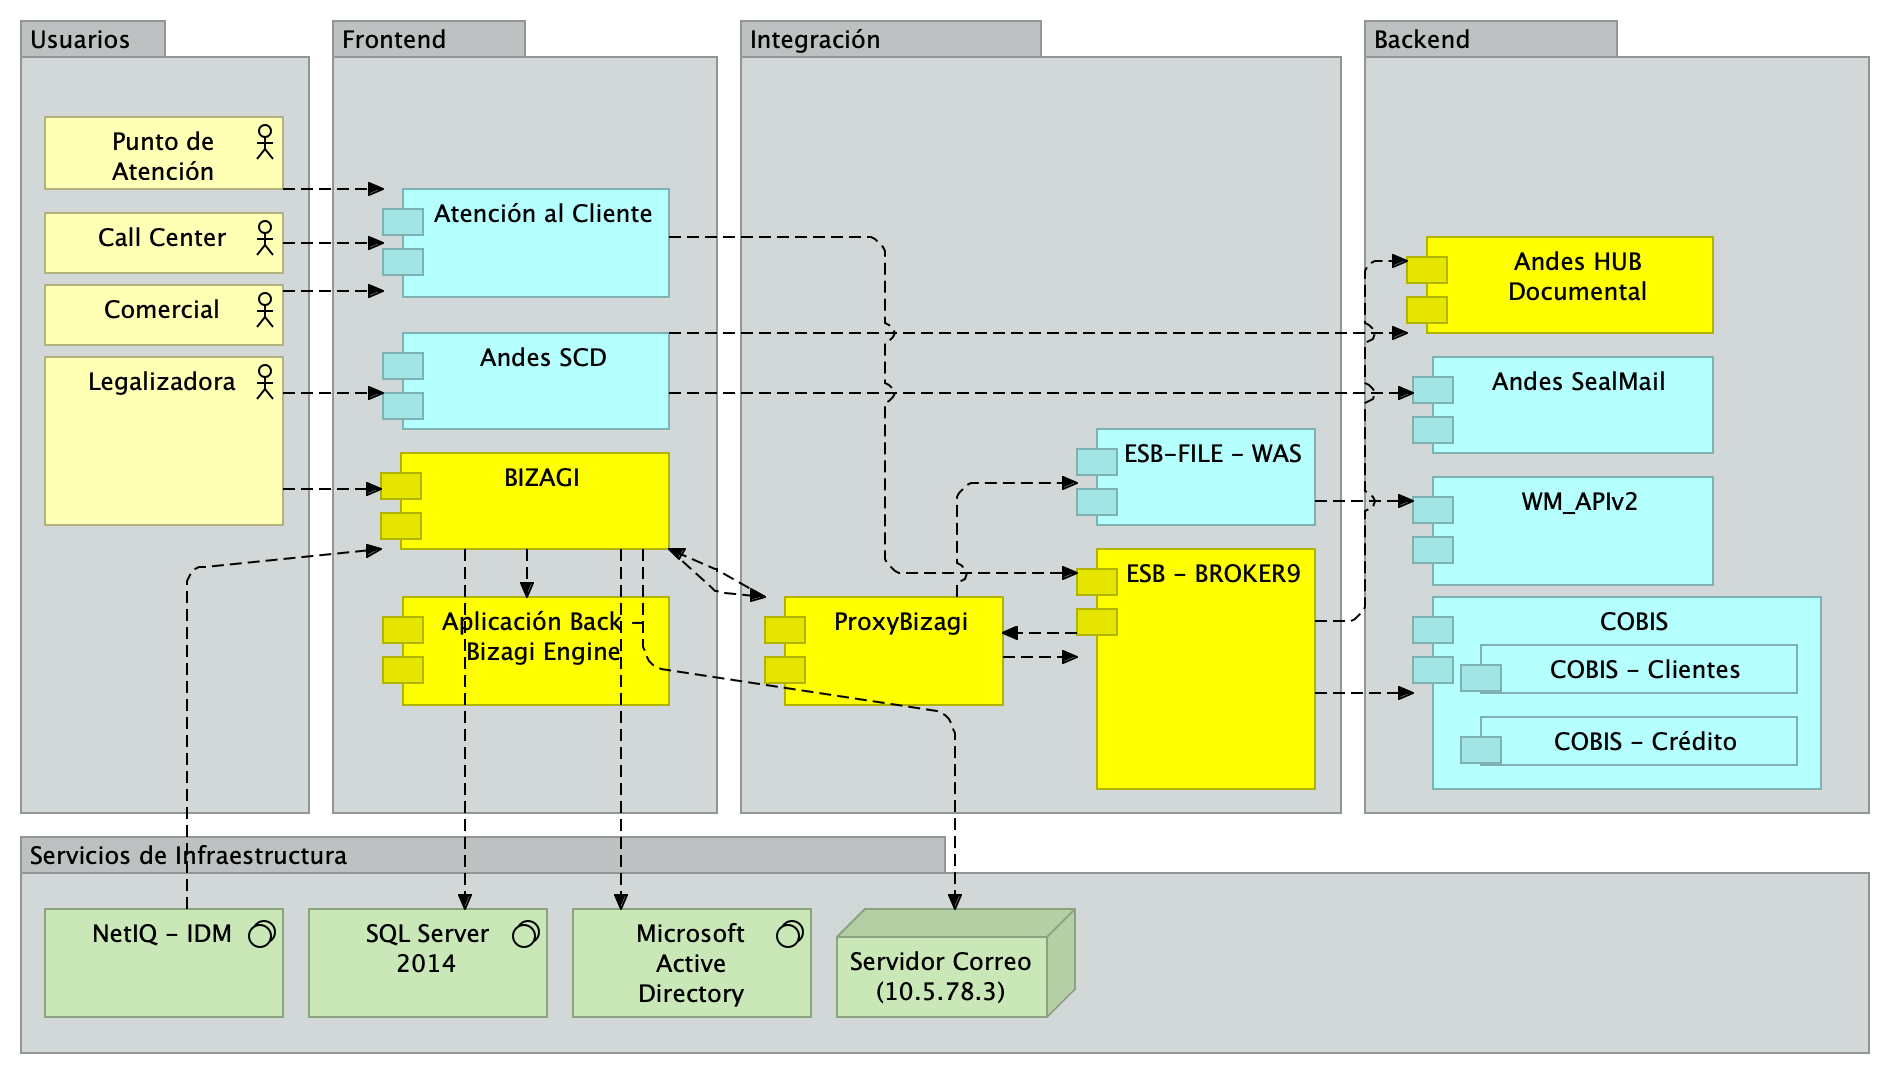 Usuarios
Punto de
Atención
Call Center
Comercial
Legalizadora
Frontend
Atención al Cliente
Andes SCD
BIZAGI
Aplicación Back -
Bizagi Engine
Integración
ESB-FILE - WAS
ESB - BROKER9
ProxyBizagi
Backend
Andes HUB
Documental
Andes SealMail
WM_APIv2
COBIS
COBIS - Clientes
COBIS - Crédito
Servicios de Infraestructura
NetIQ - IDM
SQL Server
2014
Microsoft
Active
Directory
Servidor Correo
(10.5.78.3)